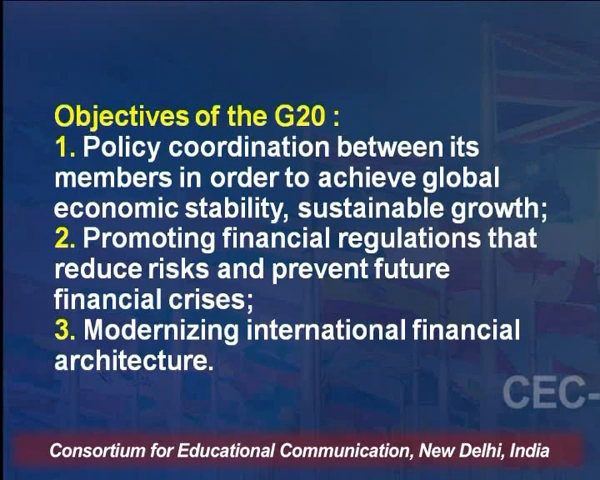 Objectives of the G20 :
1. Policy coordination between its
members in order to achieve global
economic stability, sustainable growth;
2. Promoting financial regulations that
reduce risks and prevent future
financial crises;
3. Modernizing international financial
architecture.
CEC-
Consortium for Educational Communication, New Delhi, India